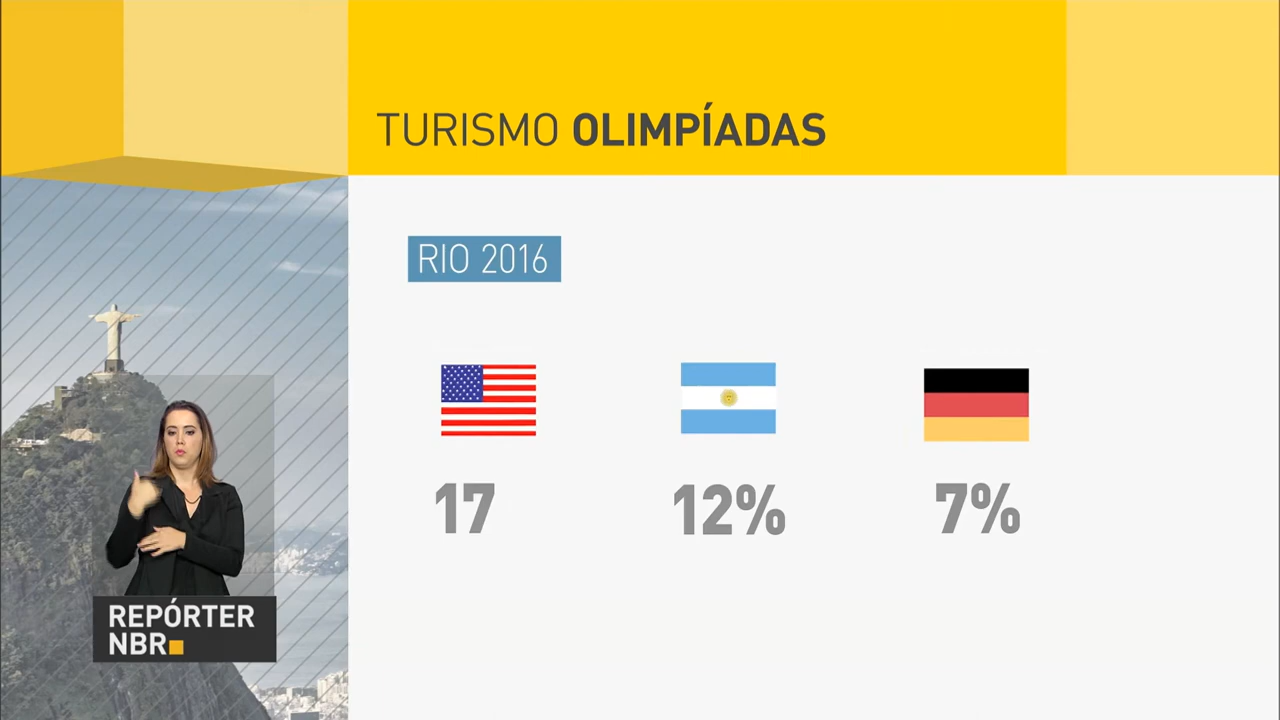 TURISMO OLIMPÍADAS
RIO 2016
17 12% 7%
REPÓRTER
NBR